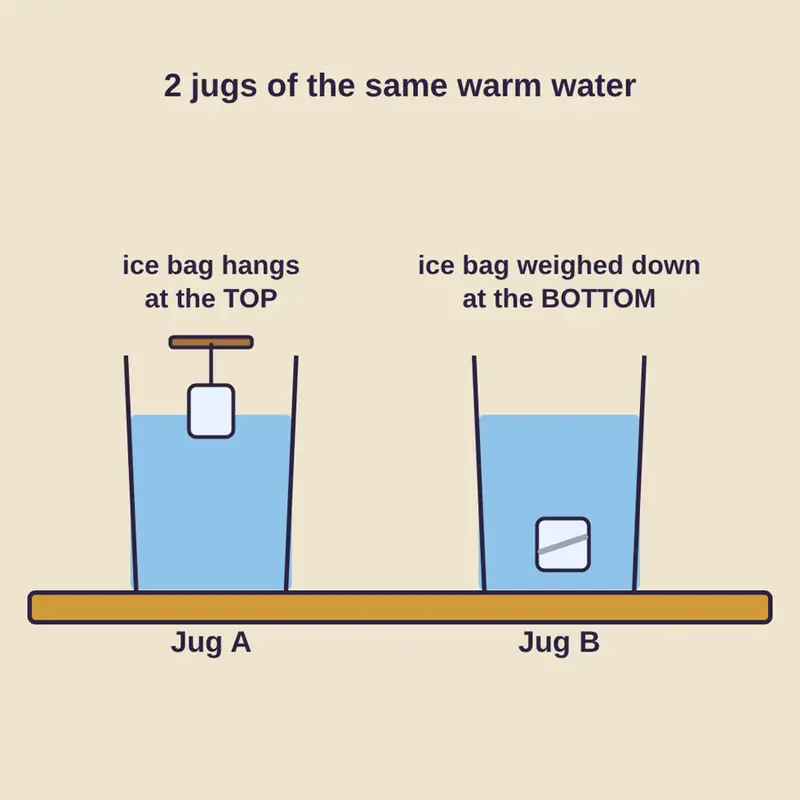 2 jugs of the same warm water
ice bag hangs
at the TOP
ice bag weighed down
at the BOTTOM
Jug A
Jug B